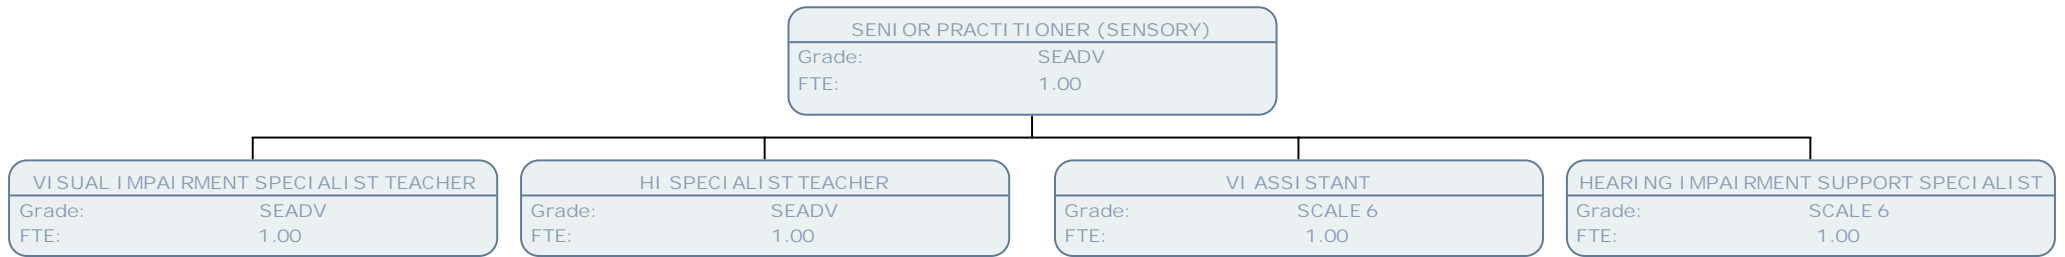 SENIOR PRACTITIONER (SENSORY)
Grade: SEADV
FTE: 1.00
VISUAL IMPAIRMENT SPECIALIST TEACHER
Grade: SEADV
FTE: 1.00
HI SPECIALIST TEACHER
Grade: SEADV
FTE: 1.00
VI ASSISTANT
Grade: SCALE 6
FTE: 1.00
HEARING IMPAIRMENT SUPPORT SPECIALIST
Grade: SCALE 6
FTE: 1.00